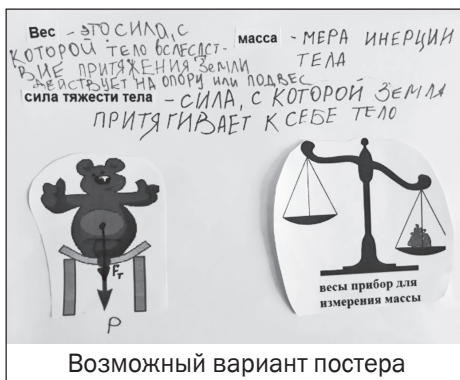 Вес - ЭТО СИЛА, С
КОТОРОЙ ТЕЛО ВСЛЕДСТ-
ВИЕ ПРИТЯЖЕНИЯ ЗЕМЛИ
ДЕЙСТВУЕТ НА ОПОРУ ИЛИ ПОДВЕС
масса - МЕРА ИНЕРЦИИ
ТЕЛА
сила тяжести тела - СИЛА, С КОТОРОЙ ЗЕМЛЯ
ПРИТЯГИВАЕТ К СЕБЕ ТЕЛО
Fт
P
весы прибор для
измерения массы
Возможный вариант постера